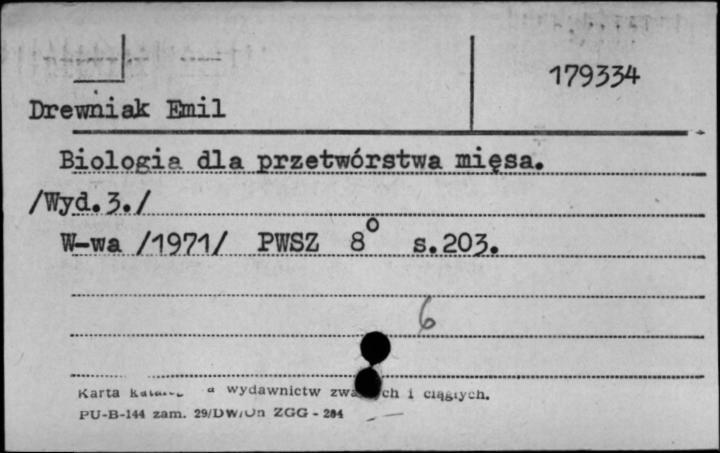 179334
Drewniak Emil
Biologia dla przetwórstwa mięsa.
/Wyd.3./
W-wa /1971/ PWSZ 8° s.203.
6
Karta wydawnictw i ciągłych.
PU-B-144 zam. 29/DW/Un ZGG - 284